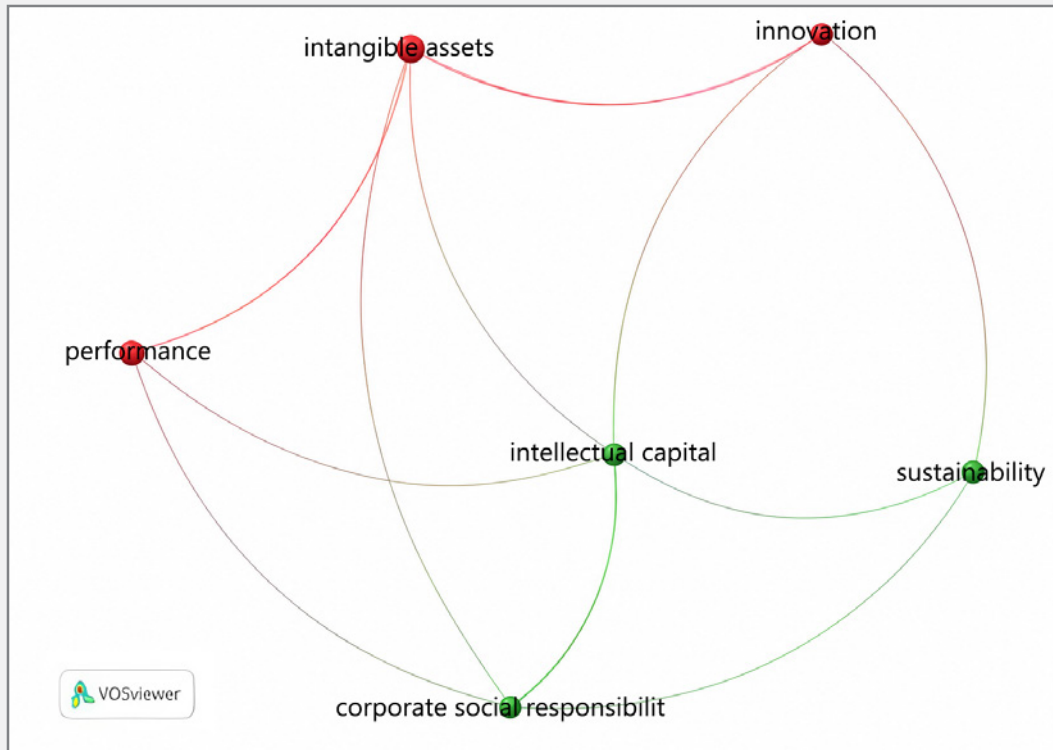 innovation
intangible assets
performance
intellectual capital
sustainability
VOSviewer
corporate social responsibilit